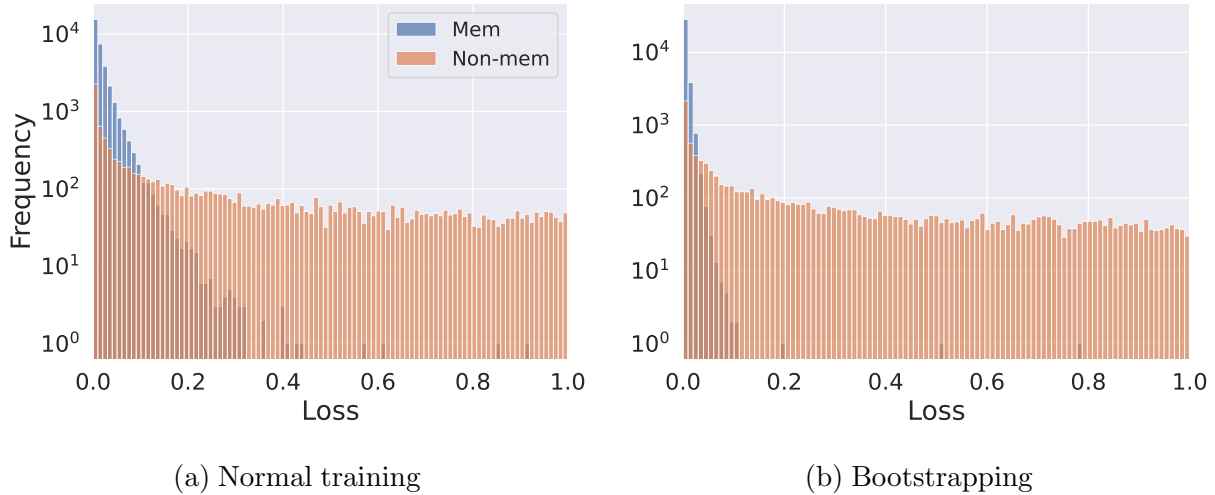 Mem
Non-mem
Frequency
10^4
10^3
10^2
10^1
10^0
0.0 0.2 0.4 0.6 0.8 1.0
Loss
(a) Normal training
10^4
10^3
10^2
10^1
10^0
0.0 0.2 0.4 0.6 0.8 1.0
Loss
(b) Bootstrapping